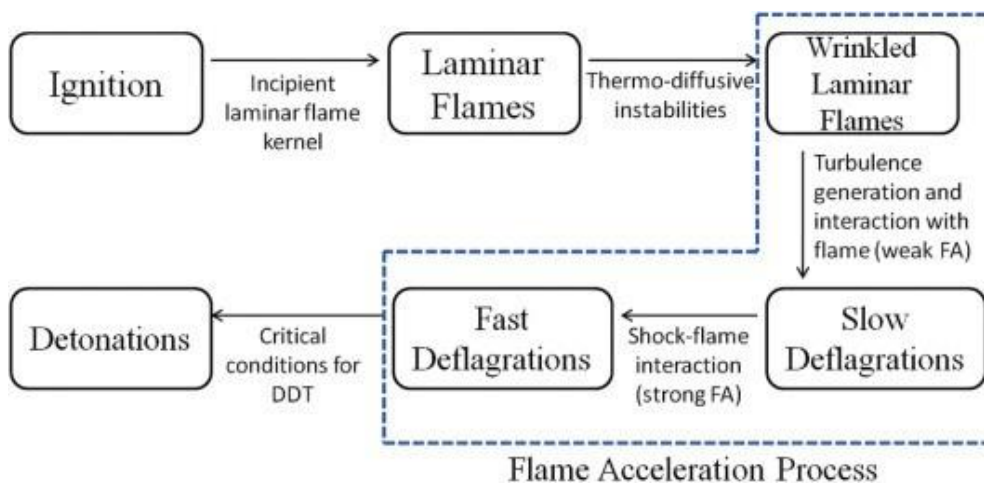 Ignition
Incipient
laminar flame
kernel
Laminar
Flames
Thermo-diffusive
instabilities
Wrinkled
Laminar
Flames
Turbulence
generation and
interaction with
flame (weak FA)
Slow
Deflagrations
Shock-flame
interaction
(strong FA)
Fast
Deflagrations
Critical
conditions for
DDT
Detonations
Flame Acceleration Process